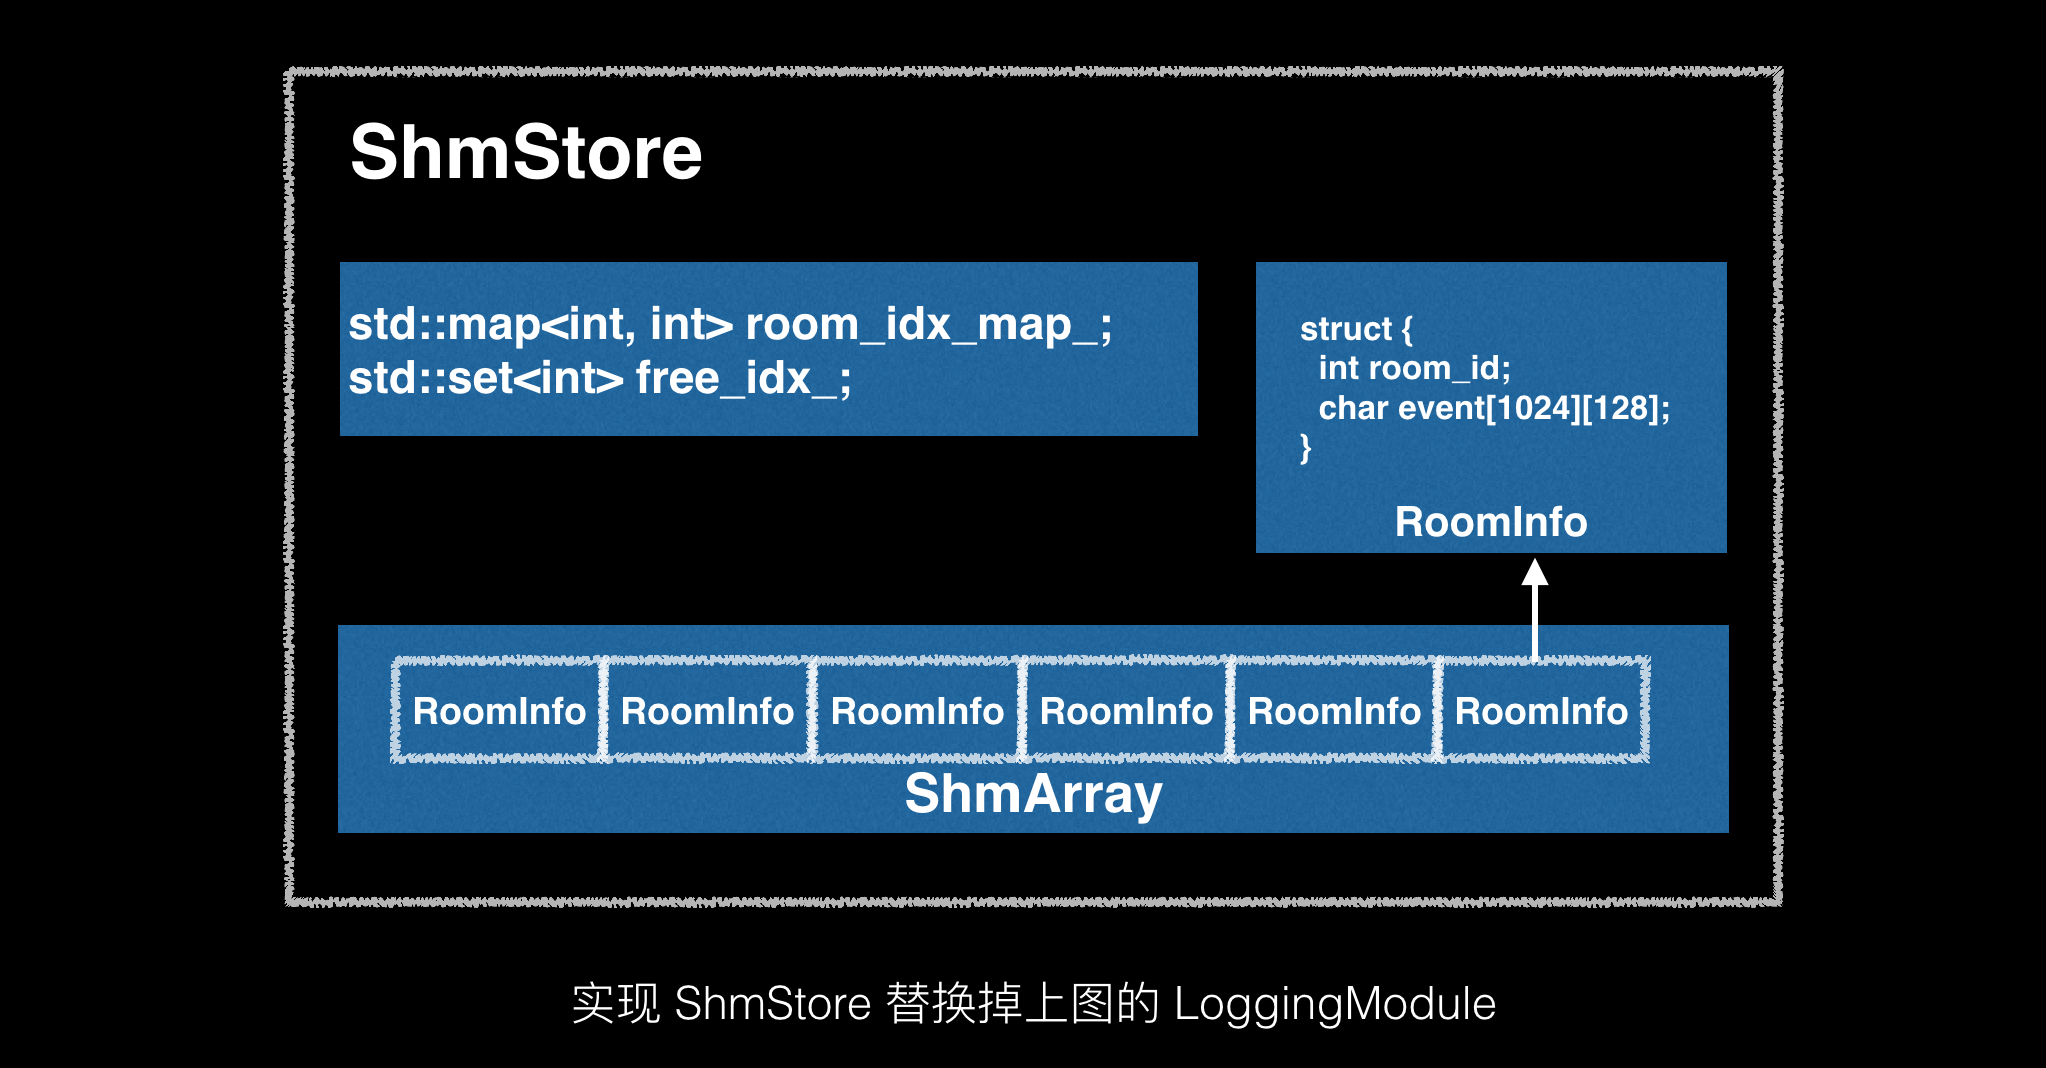 ShmStore
std::map<int, int> room_idx_map_;
std::set<int> free_idx_;
struct {
int room_id;
char event[1024][128];
}
RoomInfo
RoomInfo RoomInfo RoomInfo RoomInfo RoomInfo RoomInfo
ShmArray
实现 ShmStore 替换掉上图的 LoggingModule